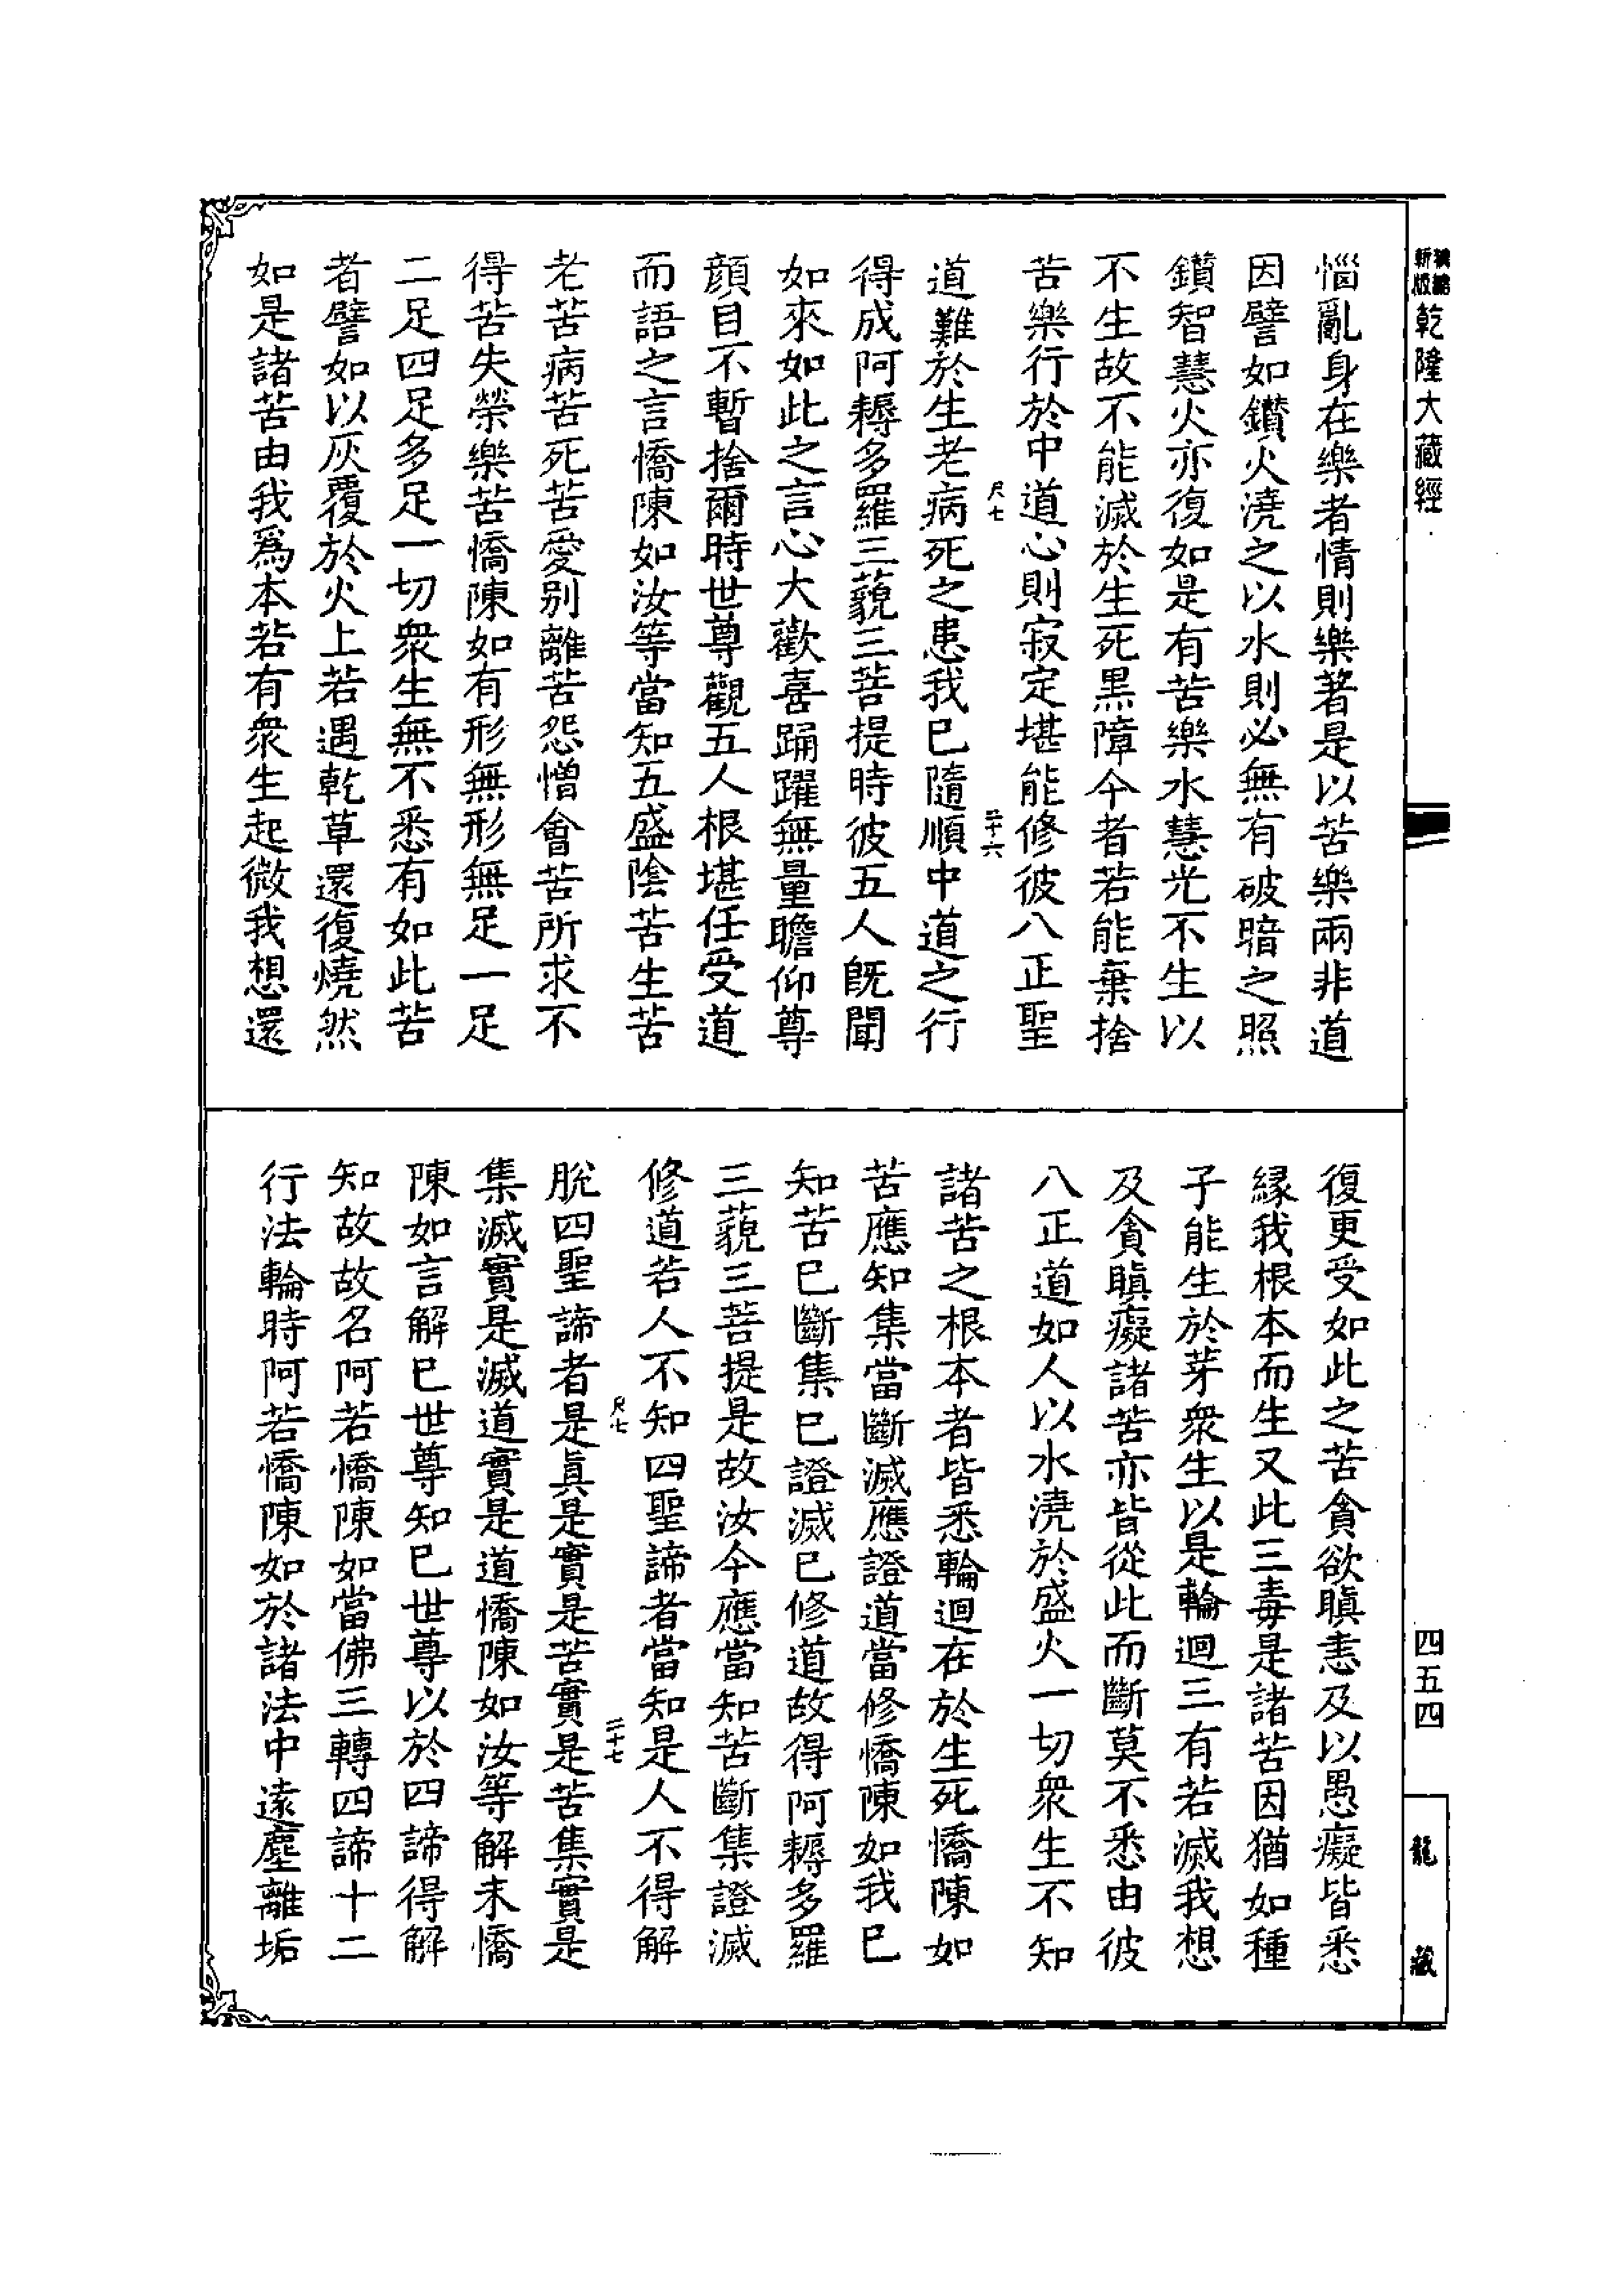 新編縮版
乾隆大藏經
惱亂身在樂者情則樂著是以苦樂兩非道
因譬如鑚火澆之以水則必無有破暗之照
鑚智慧火亦復如是有苦樂水慧光不生以
不生故不能滅於生死黑障今者若能棄捨
苦樂行於中道心則寂定堪能修彼八正聖
尺七
二十六
道離於生老病死之患我巳隨順中道之行
得成阿耨多羅三藐三菩提時彼五人既聞
如來如此之言心大歡喜踊躍無量瞻仰尊
顔目不暫捨爾時世尊觀五人根堪任受道
而語之言憍陳如汝等當知五盛陰苦生苦
老苦病苦死苦愛別離苦怨憎會苦所求不
得苦失榮樂苦憍陳如有形無形無足一足
二足四足多足一切衆生無不悉有如此苦
者譬如以灰覆於火上若遇乾草還復燒然
如是諸苦由我爲本若有衆生起微我想還
復更受如此之苦貪欲瞋恚及以愚癡皆悉
緣我根本而生又此三毒是諸苦因猶如種
子能生於芽衆生以是輪迴三有若滅我想
及貪瞋癡諸苦亦皆從此而斷莫不悉由彼
八正道如人以水澆於盛火一切衆生不知
諸苦之根本者皆悉輪迴在於生死憍陳如
苦應知集當斷滅應證道當修憍陳如我巳
知苦巳斷集巳證滅巳修道故得阿耨多羅
三藐三菩提是故汝今應當知苦斷集證滅
修道若人不知四聖諦者當知是人不得解
尺七
二十七
脫四聖諦者是眞是實是苦實是苦集實是
集滅實是滅道實是道憍陳如汝等解未憍
陳如言解巳世尊知巳世尊以於四諦得解
知故故名阿若憍陳如當佛三轉四諦十二
行法輪時阿若憍陳如於諸法中遠塵離垢
四五四
龍藏